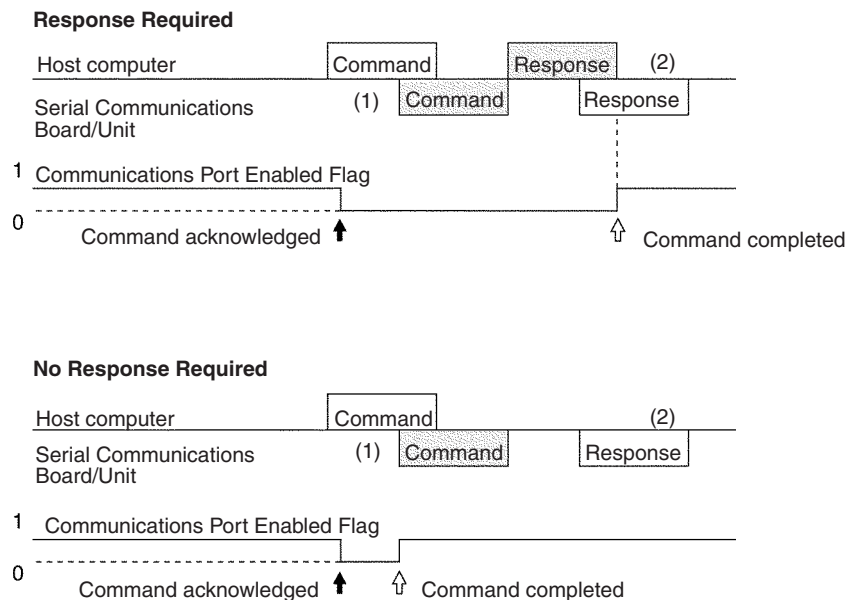 Response Required
Host computer
Command
Response
(2)
Serial Communications
Board/Unit
(1)
Command
Response
1
Communications Port Enabled Flag
0
Command acknowledged
Command completed
No Response Required
Host computer
Command
(2)
Serial Communications
Board/Unit
(1)
Command
Response
1
Communications Port Enabled Flag
0
Command acknowledged
Command completed